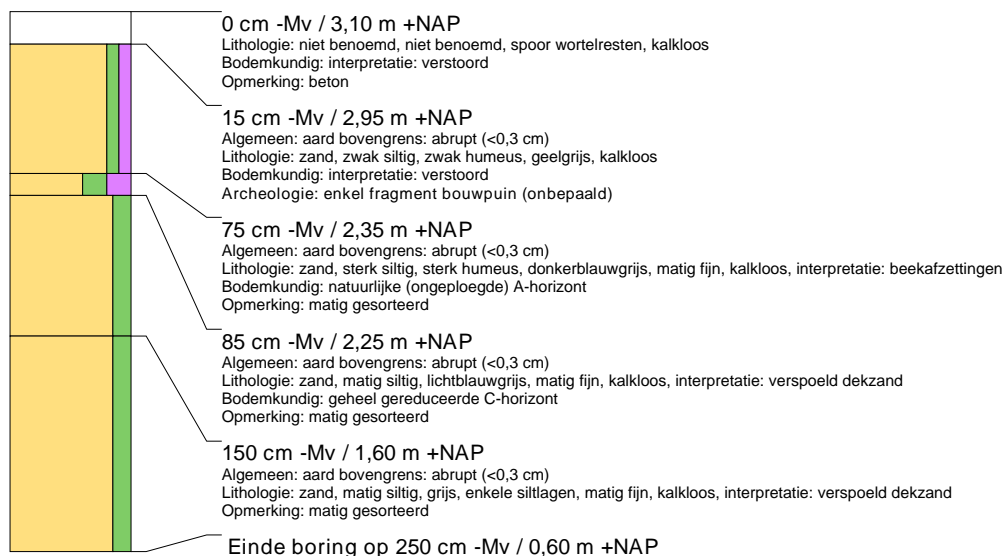 0 cm -Mv / 3,10 m +NAP
Lithologie: niet benoemd, niet benoemd, spoor wortelresten, kalkloos
Bodemkundig: interpretatie: verstoord
Opmerking: beton
15 cm -Mv / 2,95 m +NAP
Algemeen: aard bovengrens: abrupt (<0,3 cm)
Lithologie: zand, zwak siltig, zwak humeus, geelgrijs, kalkloos
Bodemkundig: interpretatie: verstoord
Archeologie: enkel fragment bouwpuin (onbepaald)
75 cm -Mv / 2,35 m +NAP
Algemeen: aard bovengrens: abrupt (<0,3 cm)
Lithologie: zand, sterk siltig, sterk humeus, donkerblauwgrijs, matig fijn, kalkloos, interpretatie: beekafzettingen
Bodemkundig: natuurlijke (ongeploegde) A-horizont
Opmerking: matig gesorteerd
85 cm -Mv / 2,25 m +NAP
Algemeen: aard bovengrens: abrupt (<0,3 cm)
Lithologie: zand, matig siltig, lichtblauwgrijs, matig fijn, kalkloos, interpretatie: verspoeld dekzand
Bodemkundig: geheel gereduceerde C-horizont
Opmerking: matig gesorteerd
150 cm -Mv / 1,60 m +NAP
Algemeen: aard bovengrens: abrupt (<0,3 cm)
Lithologie: zand, matig siltig, grijs, enkele siltlagen, matig fijn, kalkloos, interpretatie: verspoeld dekzand
Opmerking: matig gesorteerd
Einde boring op 250 cm -Mv / 0,60 m +NAP